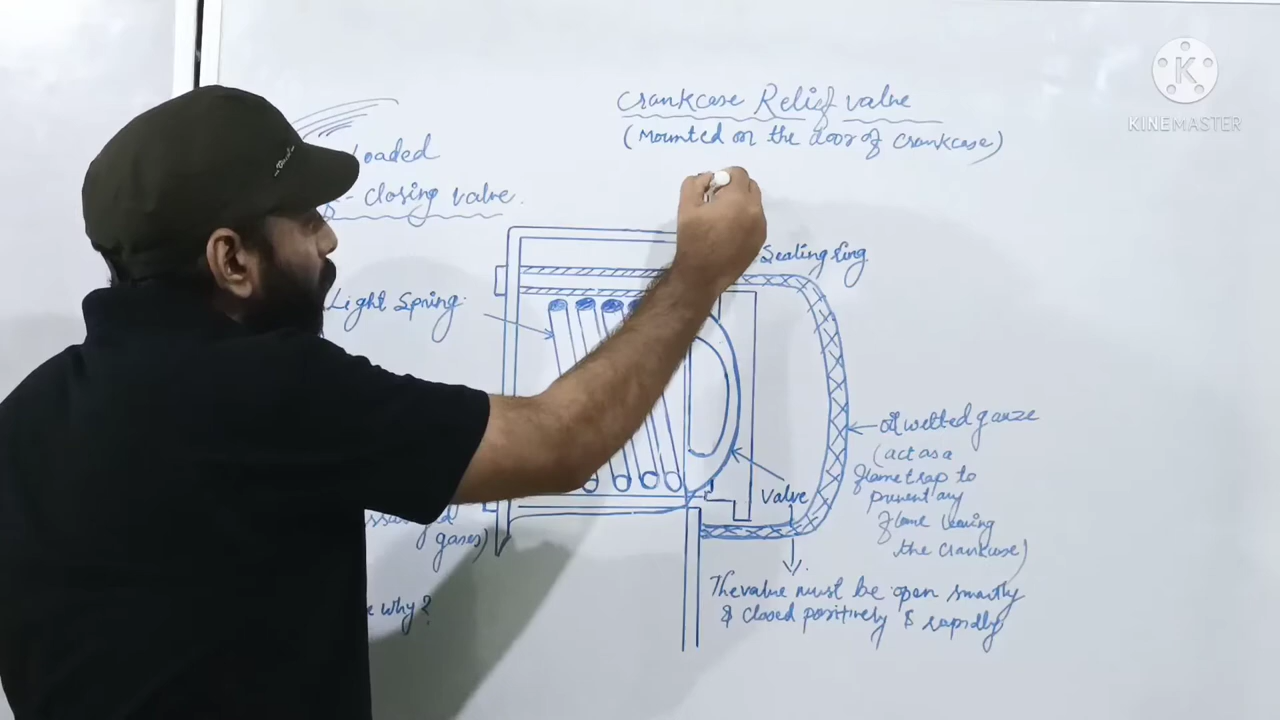 Crankcase Relief valve
(Mounted on the door of crankcase)
KINEMASTER
Loaded
- closing valve.
Sealing ring
Light Spring
oil wetted gauze
(act as a
flame trap to
prevent any
flame leaving
the crankcase)
Valve
gases)
The valve must be open smartly
& closed positively & rapidly
why?